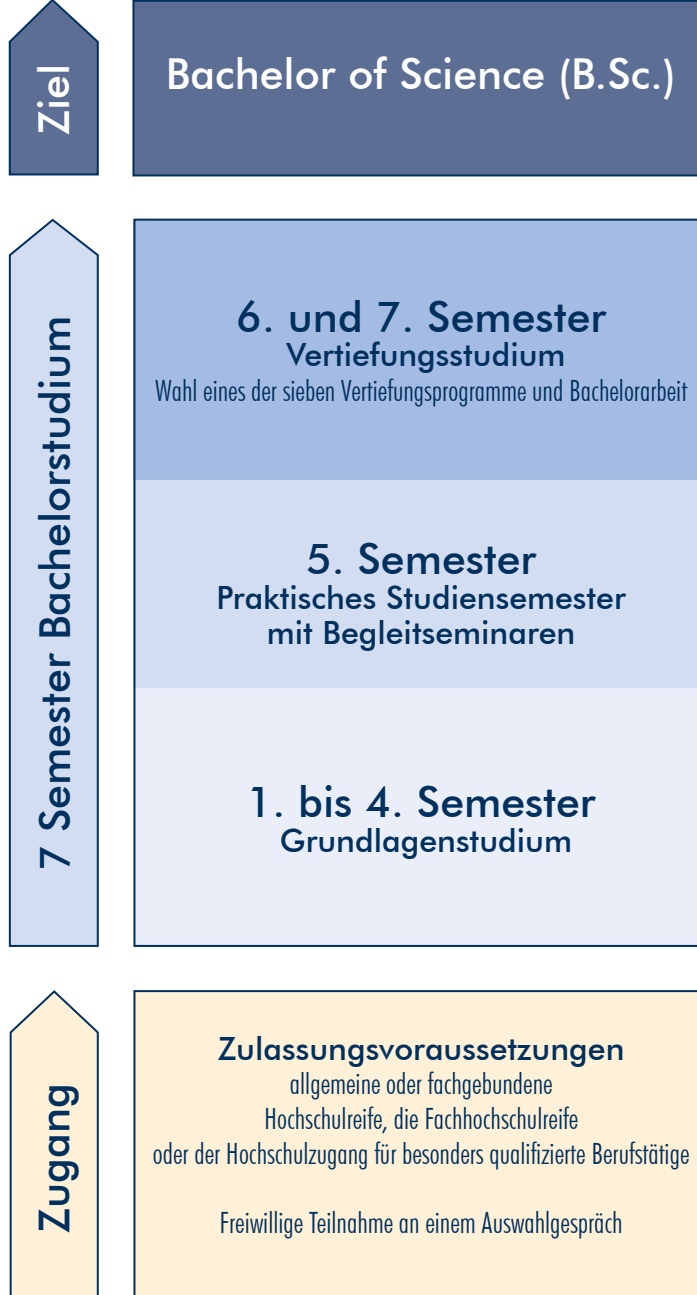 Ziel
Bachelor of Science (B.Sc.)
7 Semester Bachelorstudium
6. und 7. Semester
Vertiefungsstudium
Wahl eines der sieben Vertiefungsprogramme und Bachelorarbeit
5. Semester
Praktisches Studiensemester
mit Begleitseminaren
1. bis 4. Semester
Grundlagenstudium
Zugang
Zulassungsvoraussetzungen
allgemeine oder fachgebundene
Hochschulreife, die Fachhochschulreife
oder der Hochschulzugang für besonders qualifizierte Berufstätige
Freiwillige Teilnahme an einem Auswahlgespräch